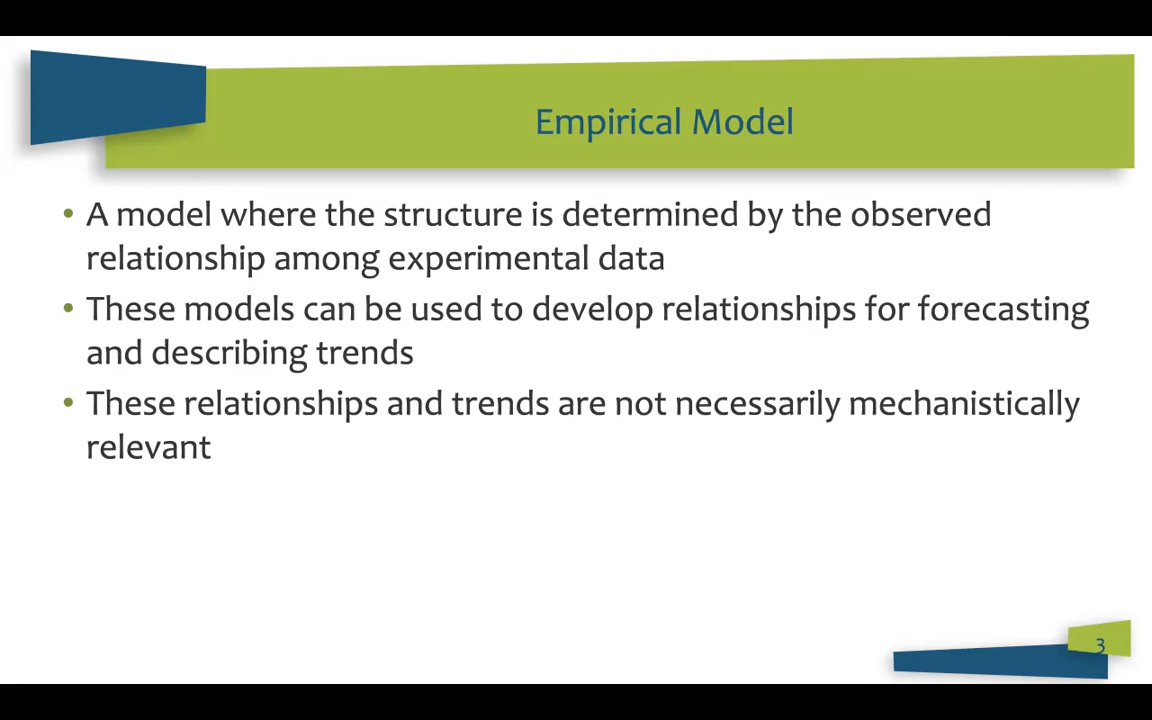 Empirical Model
• A model where the structure is determined by the observed
relationship among experimental data
• These models can be used to develop relationships for forecasting
and describing trends
• These relationships and trends are not necessarily mechanistically
relevant
3